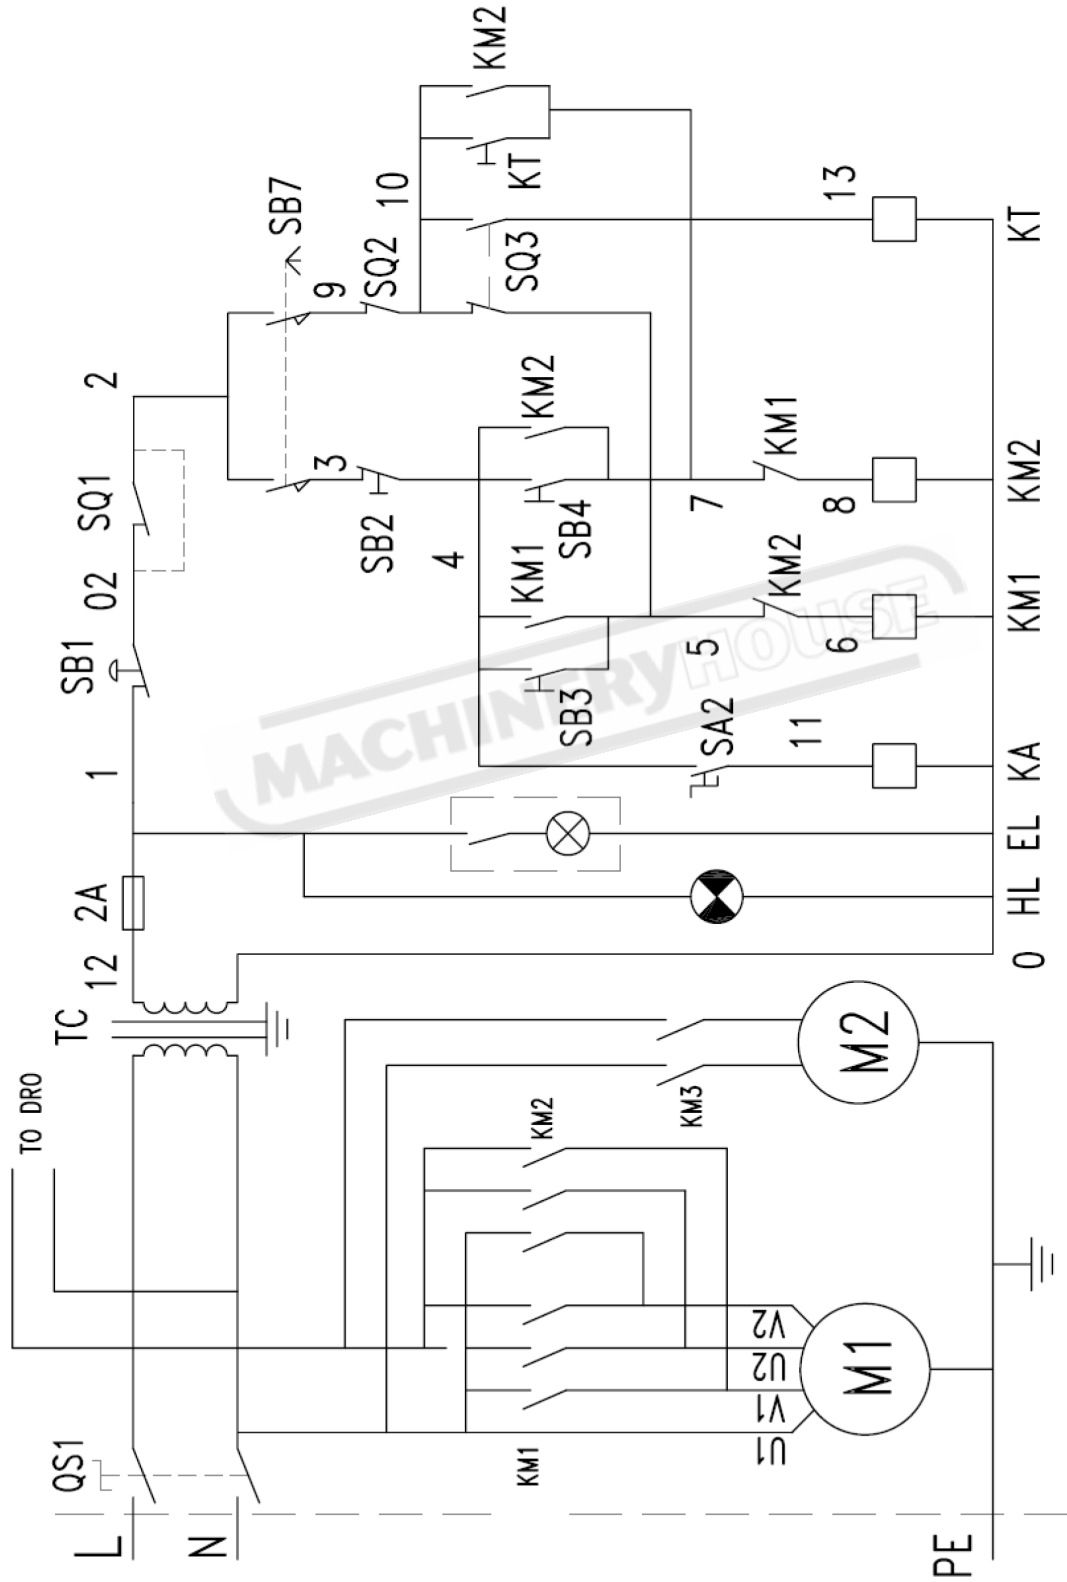 L
N
PE
QS1
TO DRO
TC
12
2A
1
SB1
02
SQ1
2
SB7
3
9
SB2
SQ2
10
4
KM1
SB3
KM2
SB4
SQ3
KT
KM2
SA2
5
7
11
KM2
KM1
6
8
13
KM1
KM2
KM3
U1
V1
U2
V2
M1
M2
0
HL
EL
KA
KM1
KM2
KT
MACHINERYHOUSE